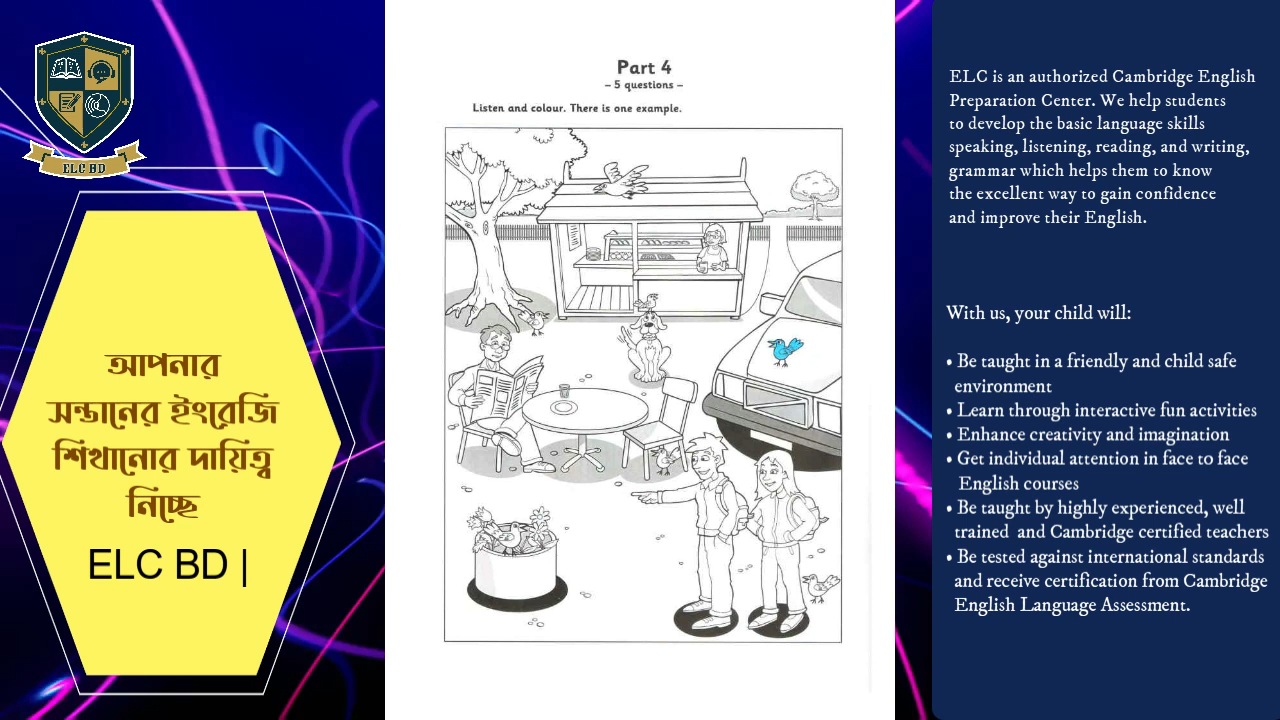 ELC BD
আপনার
সন্তানের ইংরেজি
শিখানোর দায়িত্ব
নিচ্ছে
ELC BD |
Part 4
– 5 questions –
Listen and colour. There is one example.
ELC is an authorized Cambridge English
Preparation Center. We help students
to develop the basic language skills
speaking, listening, reading, and writing,
grammar which helps them to know
the excellent way to gain confidence
and improve their English.
With us, your child will:
• Be taught in a friendly and child safe
environment
• Learn through interactive fun activities
• Enhance creativity and imagination
• Get individual attention in face to face
English courses
• Be taught by highly experienced, well
trained and Cambridge certified teachers
• Be tested against international standards
and receive certification from Cambridge
English Language Assessment.